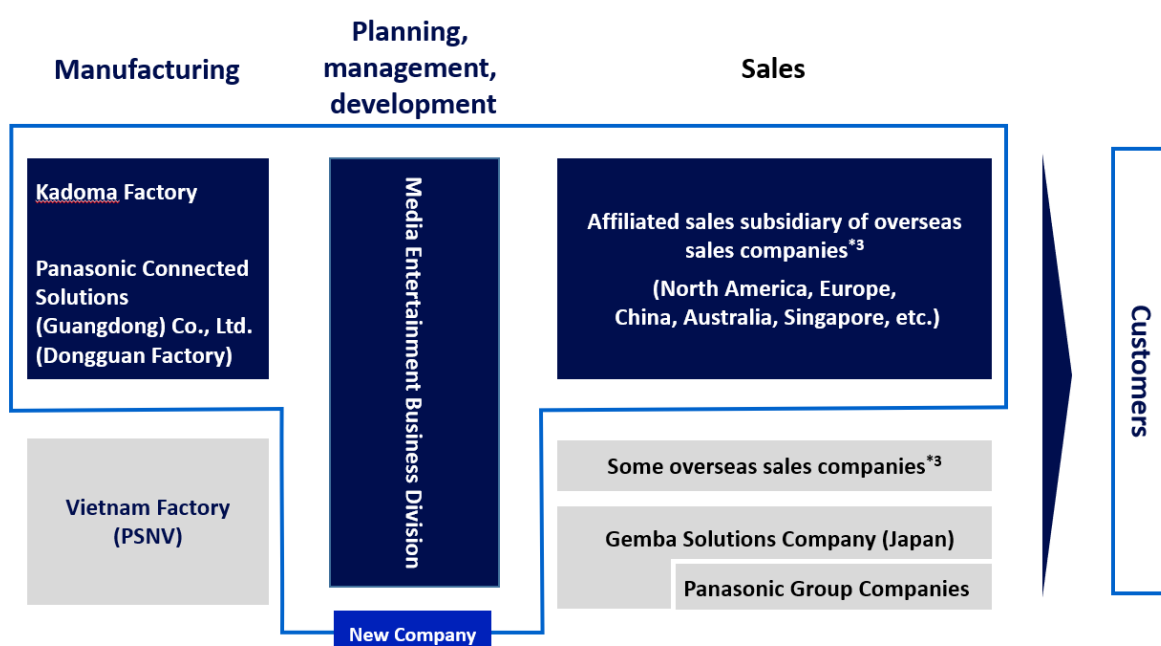 Manufacturing
Planning,
management,
development
Sales
Kadoma Factory
Panasonic Connected
Solutions
(Guangdong) Co., Ltd.
(Dongguan Factory)
Media Entertainment Business Division
Affiliated sales subsidiary of overseas
sales companies*3
(North America, Europe,
China, Australia, Singapore, etc.)
Customers
Vietnam Factory
(PSNV)
Some overseas sales companies*3
Gemba Solutions Company (Japan)
Panasonic Group Companies
New Company